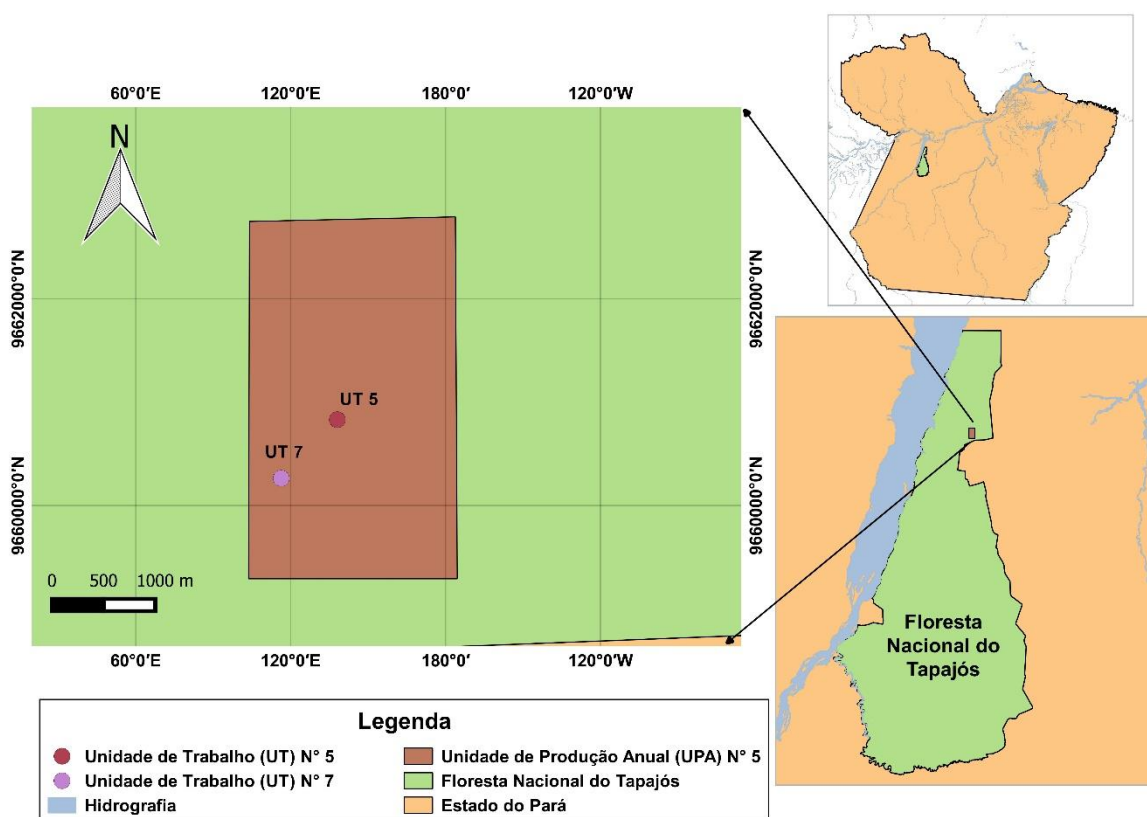 60°0'E 120°0'E 180°0' 120°0'W
N
9662000°0'N
9662000°0'N
UT 5
UT 7
9660000°0'N
9660000°0'N
0 500 1000 m
60°0'E 120°0'E 180°0' 120°0'W
Floresta
Nacional do
Tapajós
Legenda
Unidade de Trabalho (UT) N° 5
Unidade de Trabalho (UT) N° 7
Hidrografia
Unidade de Produção Anual (UPA) N° 5
Floresta Nacional do Tapajós
Estado do Pará